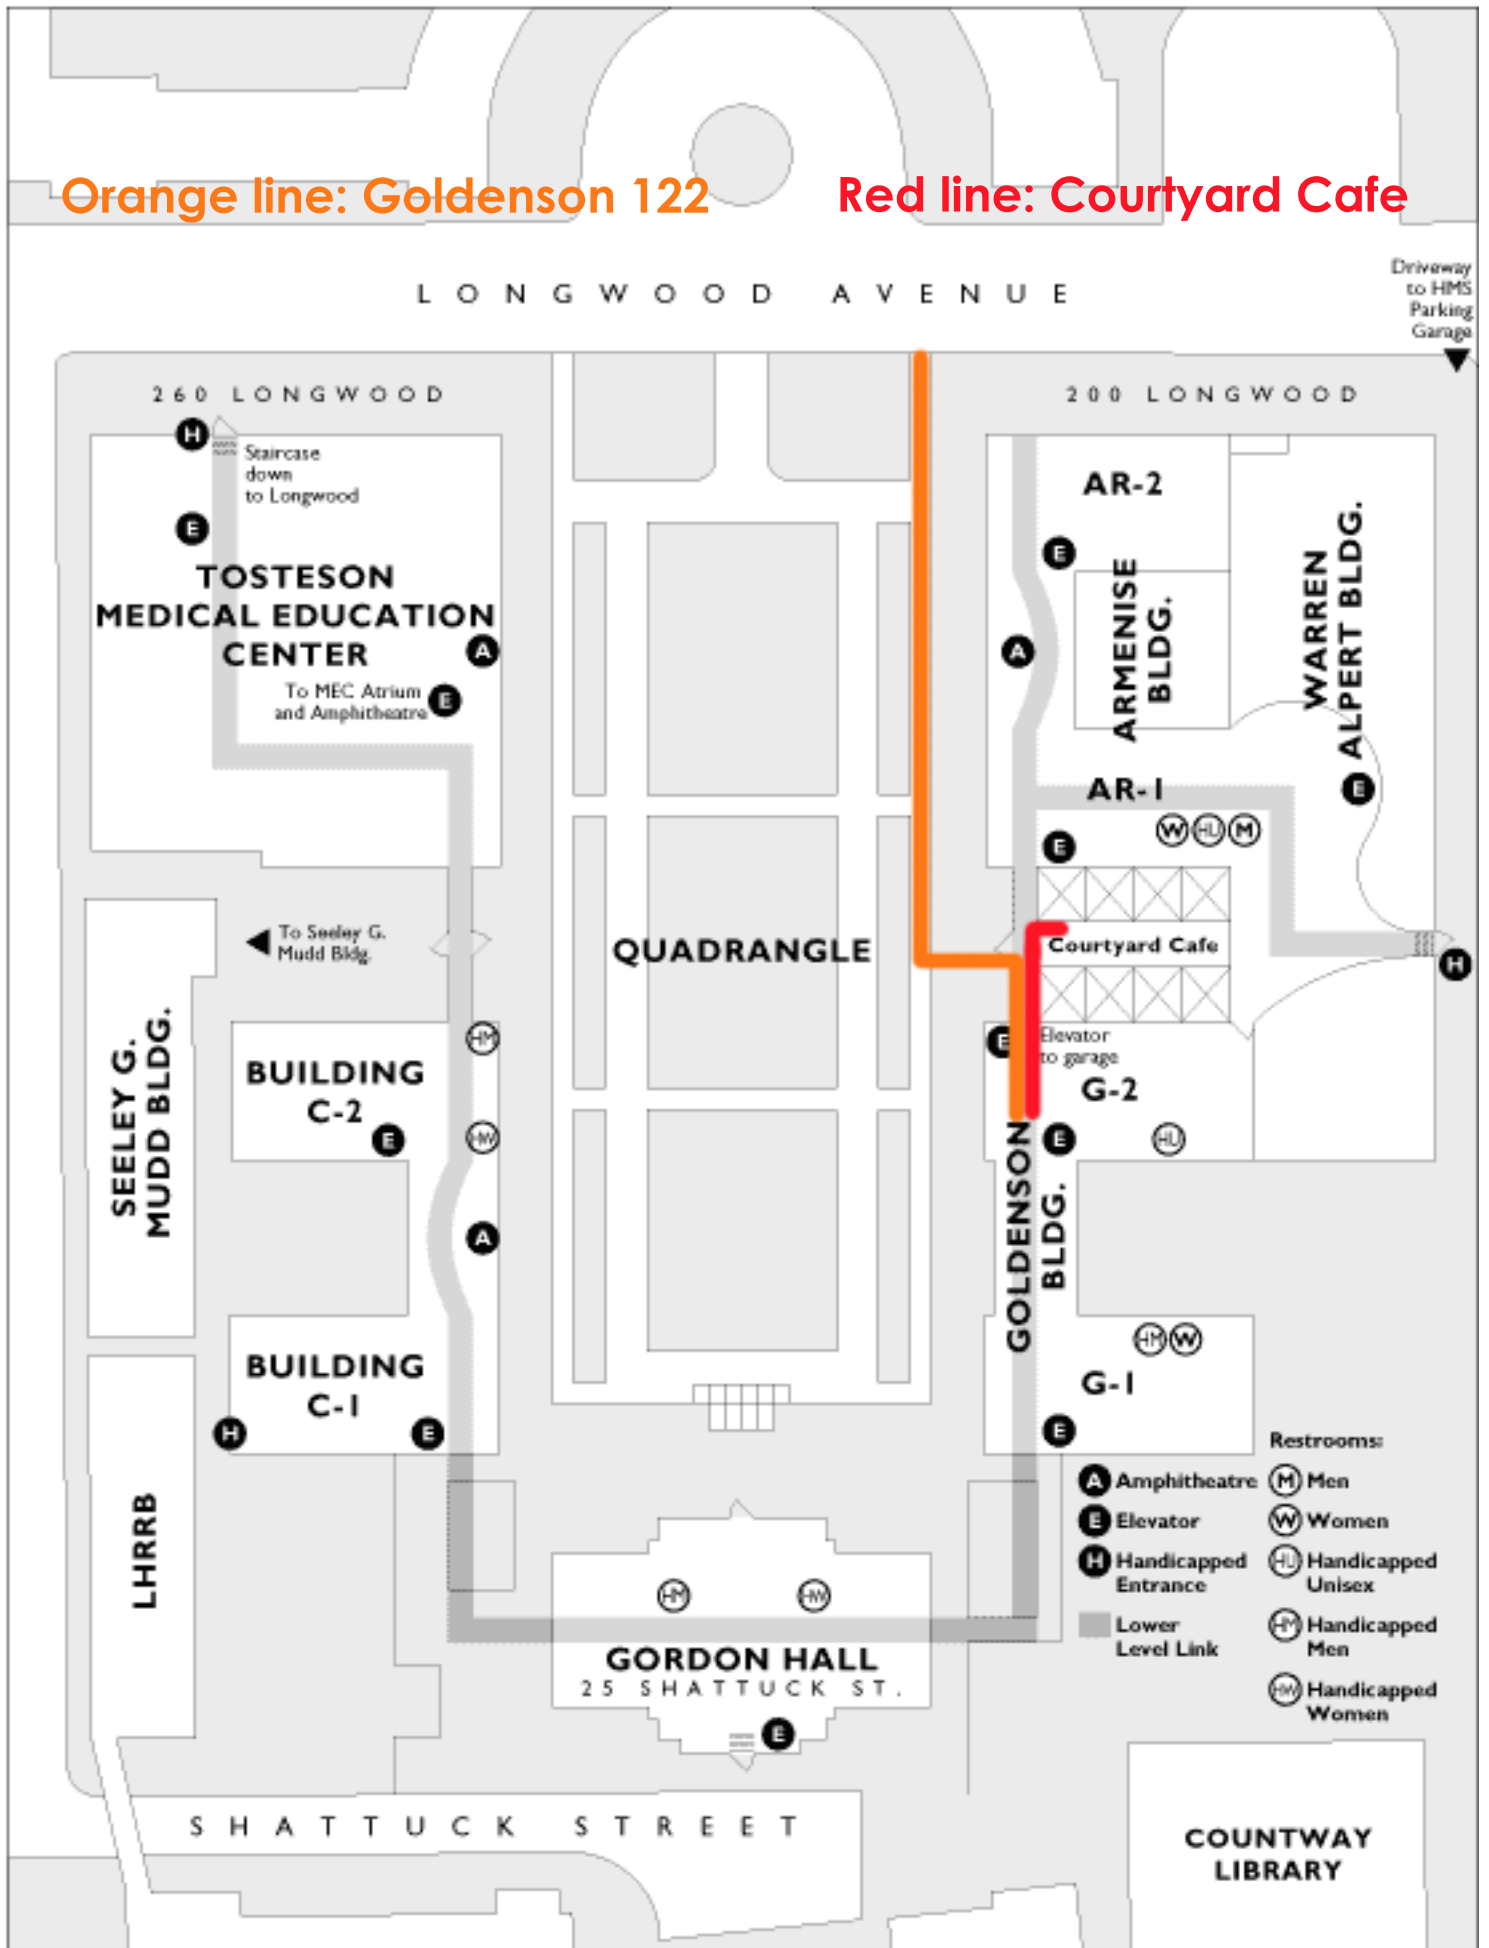 Orange line: Goldenson 122
Red line: Courtyard Cafe
LONGWOOD AVENUE
Driveway
to HMS
Parking
Garage
260 LONGWOOD
200 LONGWOOD
H
Staircase
down
to Longwood
E
TOSTESON
MEDICAL EDUCATION
CENTER
A
To MEC Atrium
and Amphitheatre
E
AR-2
E
A
ARMENISE
BLDG.
WARREN
ALPERT BLDG.
E
AR-1
W HU M
E
To Seeley G.
Mudd Bldg.
QUADRANGLE
Courtyard Cafe
H
SEELEY G.
MUDD BLDG.
HM
BUILDING
C-2
E
HW
E
Elevator
to garage
G-2
E
HU
GOLDENSON
BLDG.
A
BUILDING
C-1
H
E
HM W
G-1
E
LHRRB
HM
HW
GORDON HALL
25 SHATTUCK ST.
E
Restrooms:
A Amphitheatre
E Elevator
H Handicapped
Entrance
Lower
Level Link
M Men
W Women
HU Handicapped
Unisex
HM Handicapped
Men
HW Handicapped
Women
SHATTUCK STREET
COUNTWAY
LIBRARY